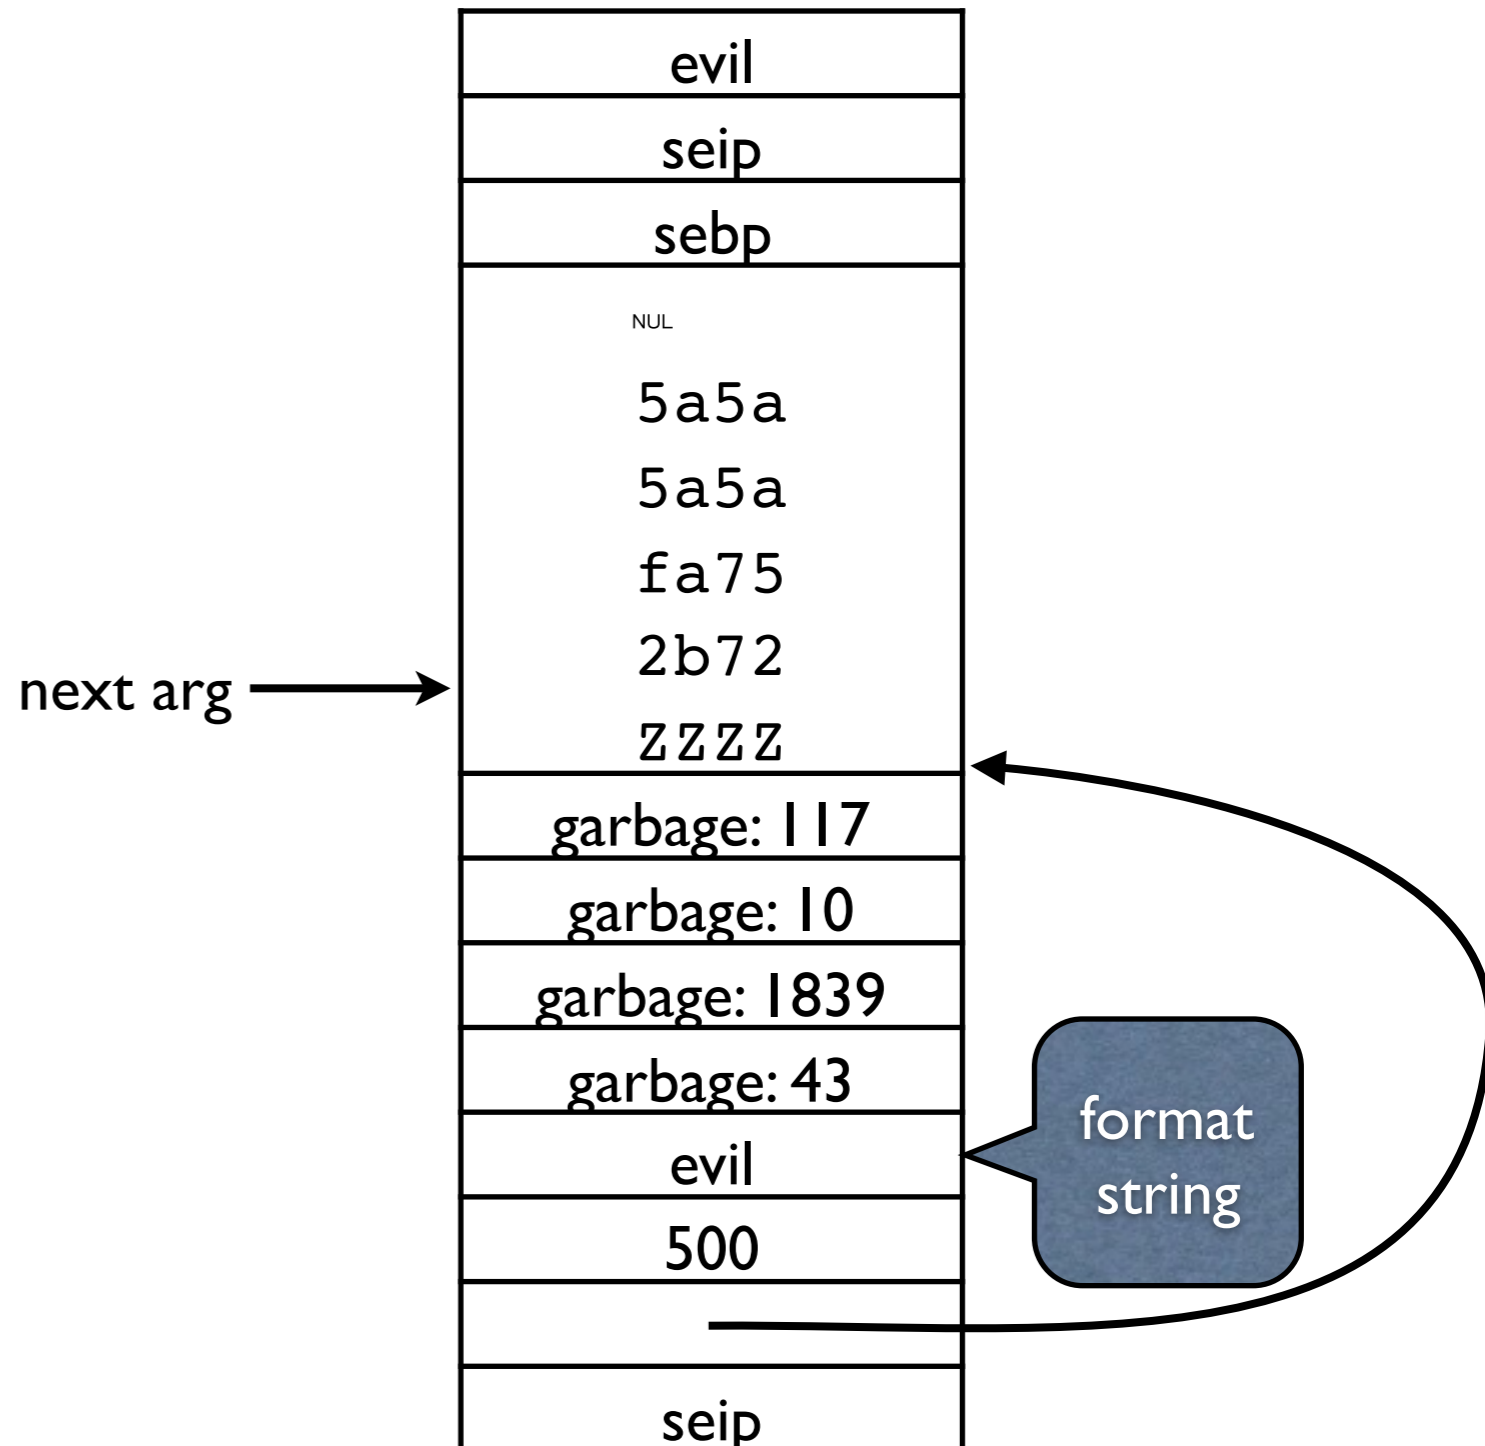 evil
seip
sebp
NUL
5a5a
5a5a
fa75
2b72
next arg
zzzz
garbage: 117
garbage: 10
garbage: 1839
garbage: 43
evil
format
string
500
seip